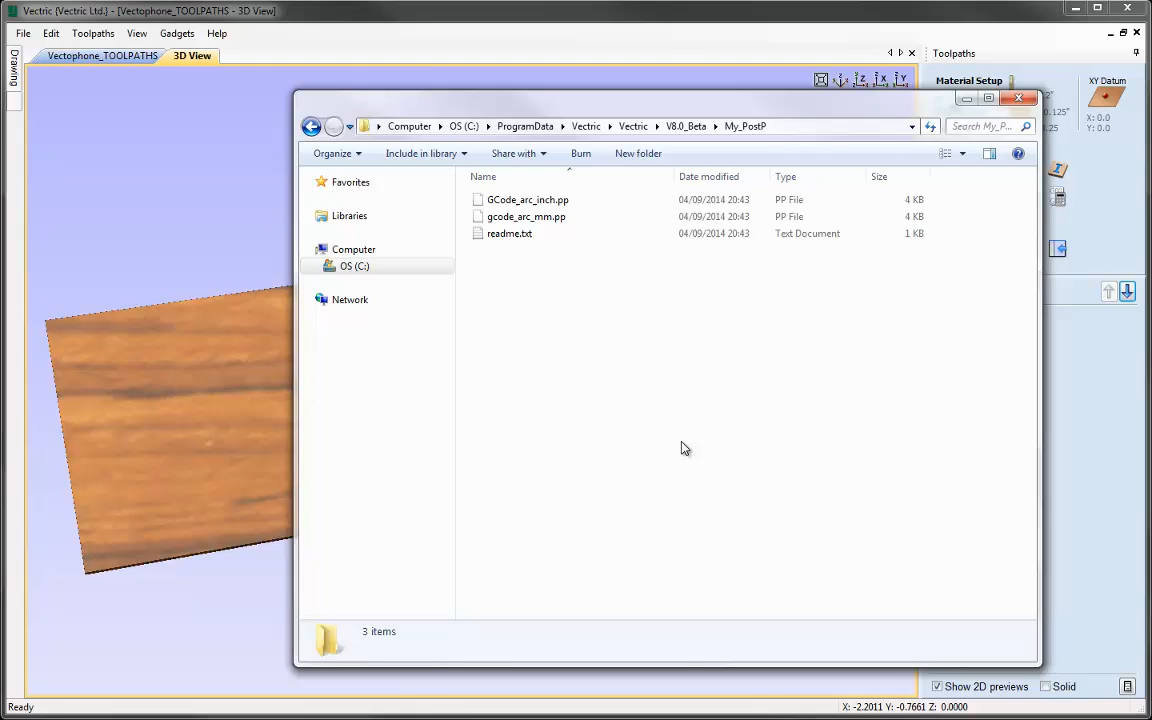 Vectric {Vectric Ltd.} - [Vectophone_TOOLPATHS - 3D View]
File Edit Toolpaths View Gadgets Help
Drawing
Vectophone_TOOLPATHS 3D View
Toolpaths
Material Setup
XY Datum
X: 0.0
Y: 0.0
0.125"
Computer OS (C:) ProgramData Vectric Vectric V8.0_Beta My_PostP
Search My_P...
Organize Include in library Share with Burn New folder
Favorites
Libraries
Computer
OS (C:)
Network
Name Date modified Type Size
GCode_arc_inch.pp 04/09/2014 20:43 PP File 4 KB
gcode_arc_mm.pp 04/09/2014 20:43 PP File 4 KB
readme.txt 04/09/2014 20:43 Text Document 1 KB
3 items
Show 2D previews Solid
Ready
X: -2.2011 Y: -0.7661 Z: 0.0000